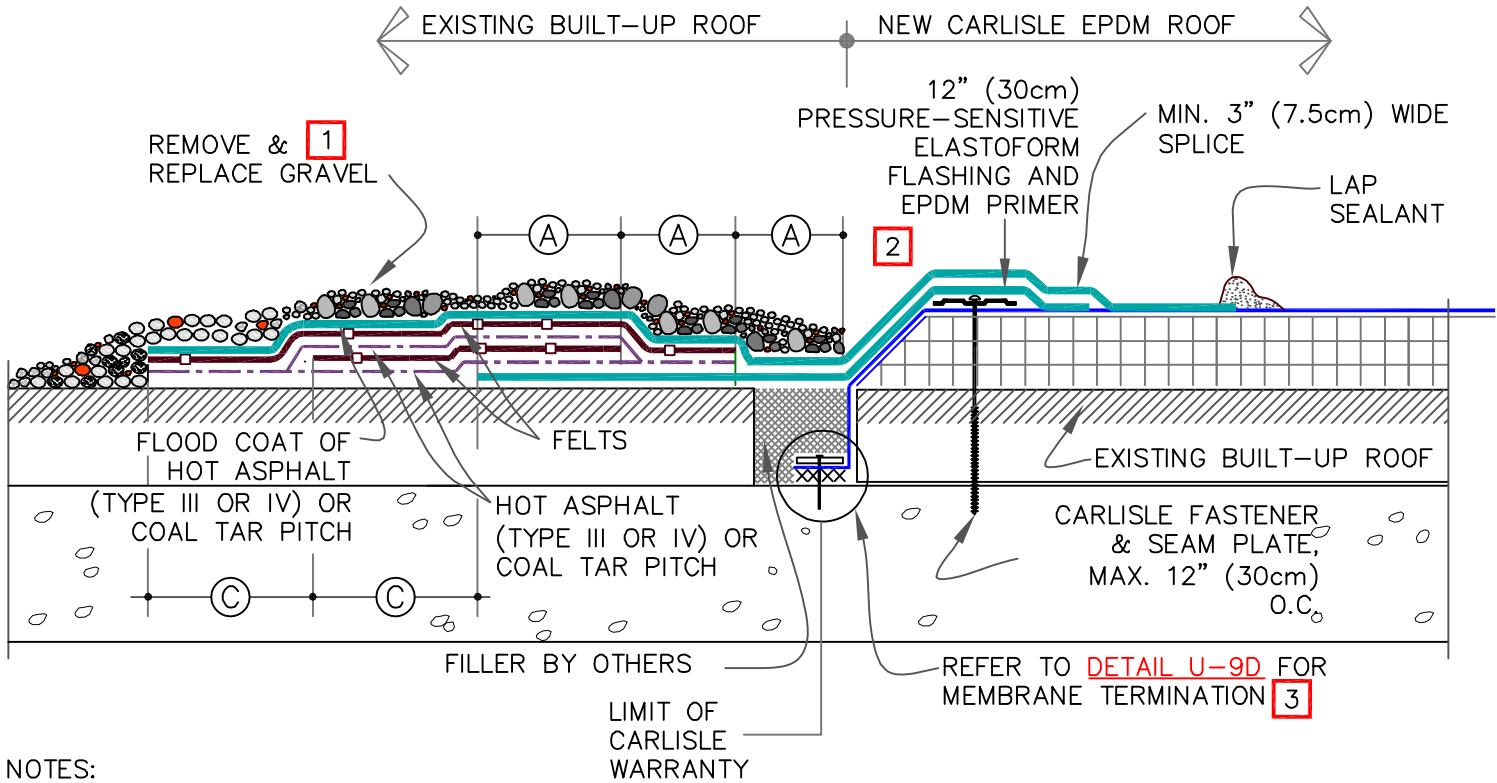 EXISTING BUILT-UP ROOF
NEW CARLISLE EPDM ROOF
12" (30cm)
PRESSURE-SENSITIVE
ELASTOFORM
FLASHING AND
EPDM PRIMER
MIN. 3" (7.5cm) WIDE
SPLICE
REMOVE & 1
REPLACE GRAVEL
LAP
SEALANT
A
A
A
2
FLOOD COAT OF
HOT ASPHALT
(TYPE III OR IV) OR
COAL TAR PITCH
FELTS
HOT ASPHALT
(TYPE III OR IV) OR
COAL TAR PITCH
EXISTING BUILT-UP ROOF
CARLISLE FASTENER
& SEAM PLATE,
MAX. 12" (30cm)
O.C.
C
C
FILLER BY OTHERS
REFER TO DETAIL U-9D FOR
MEMBRANE TERMINATION 3
LIMIT OF
CARLISLE
WARRANTY
NOTES: